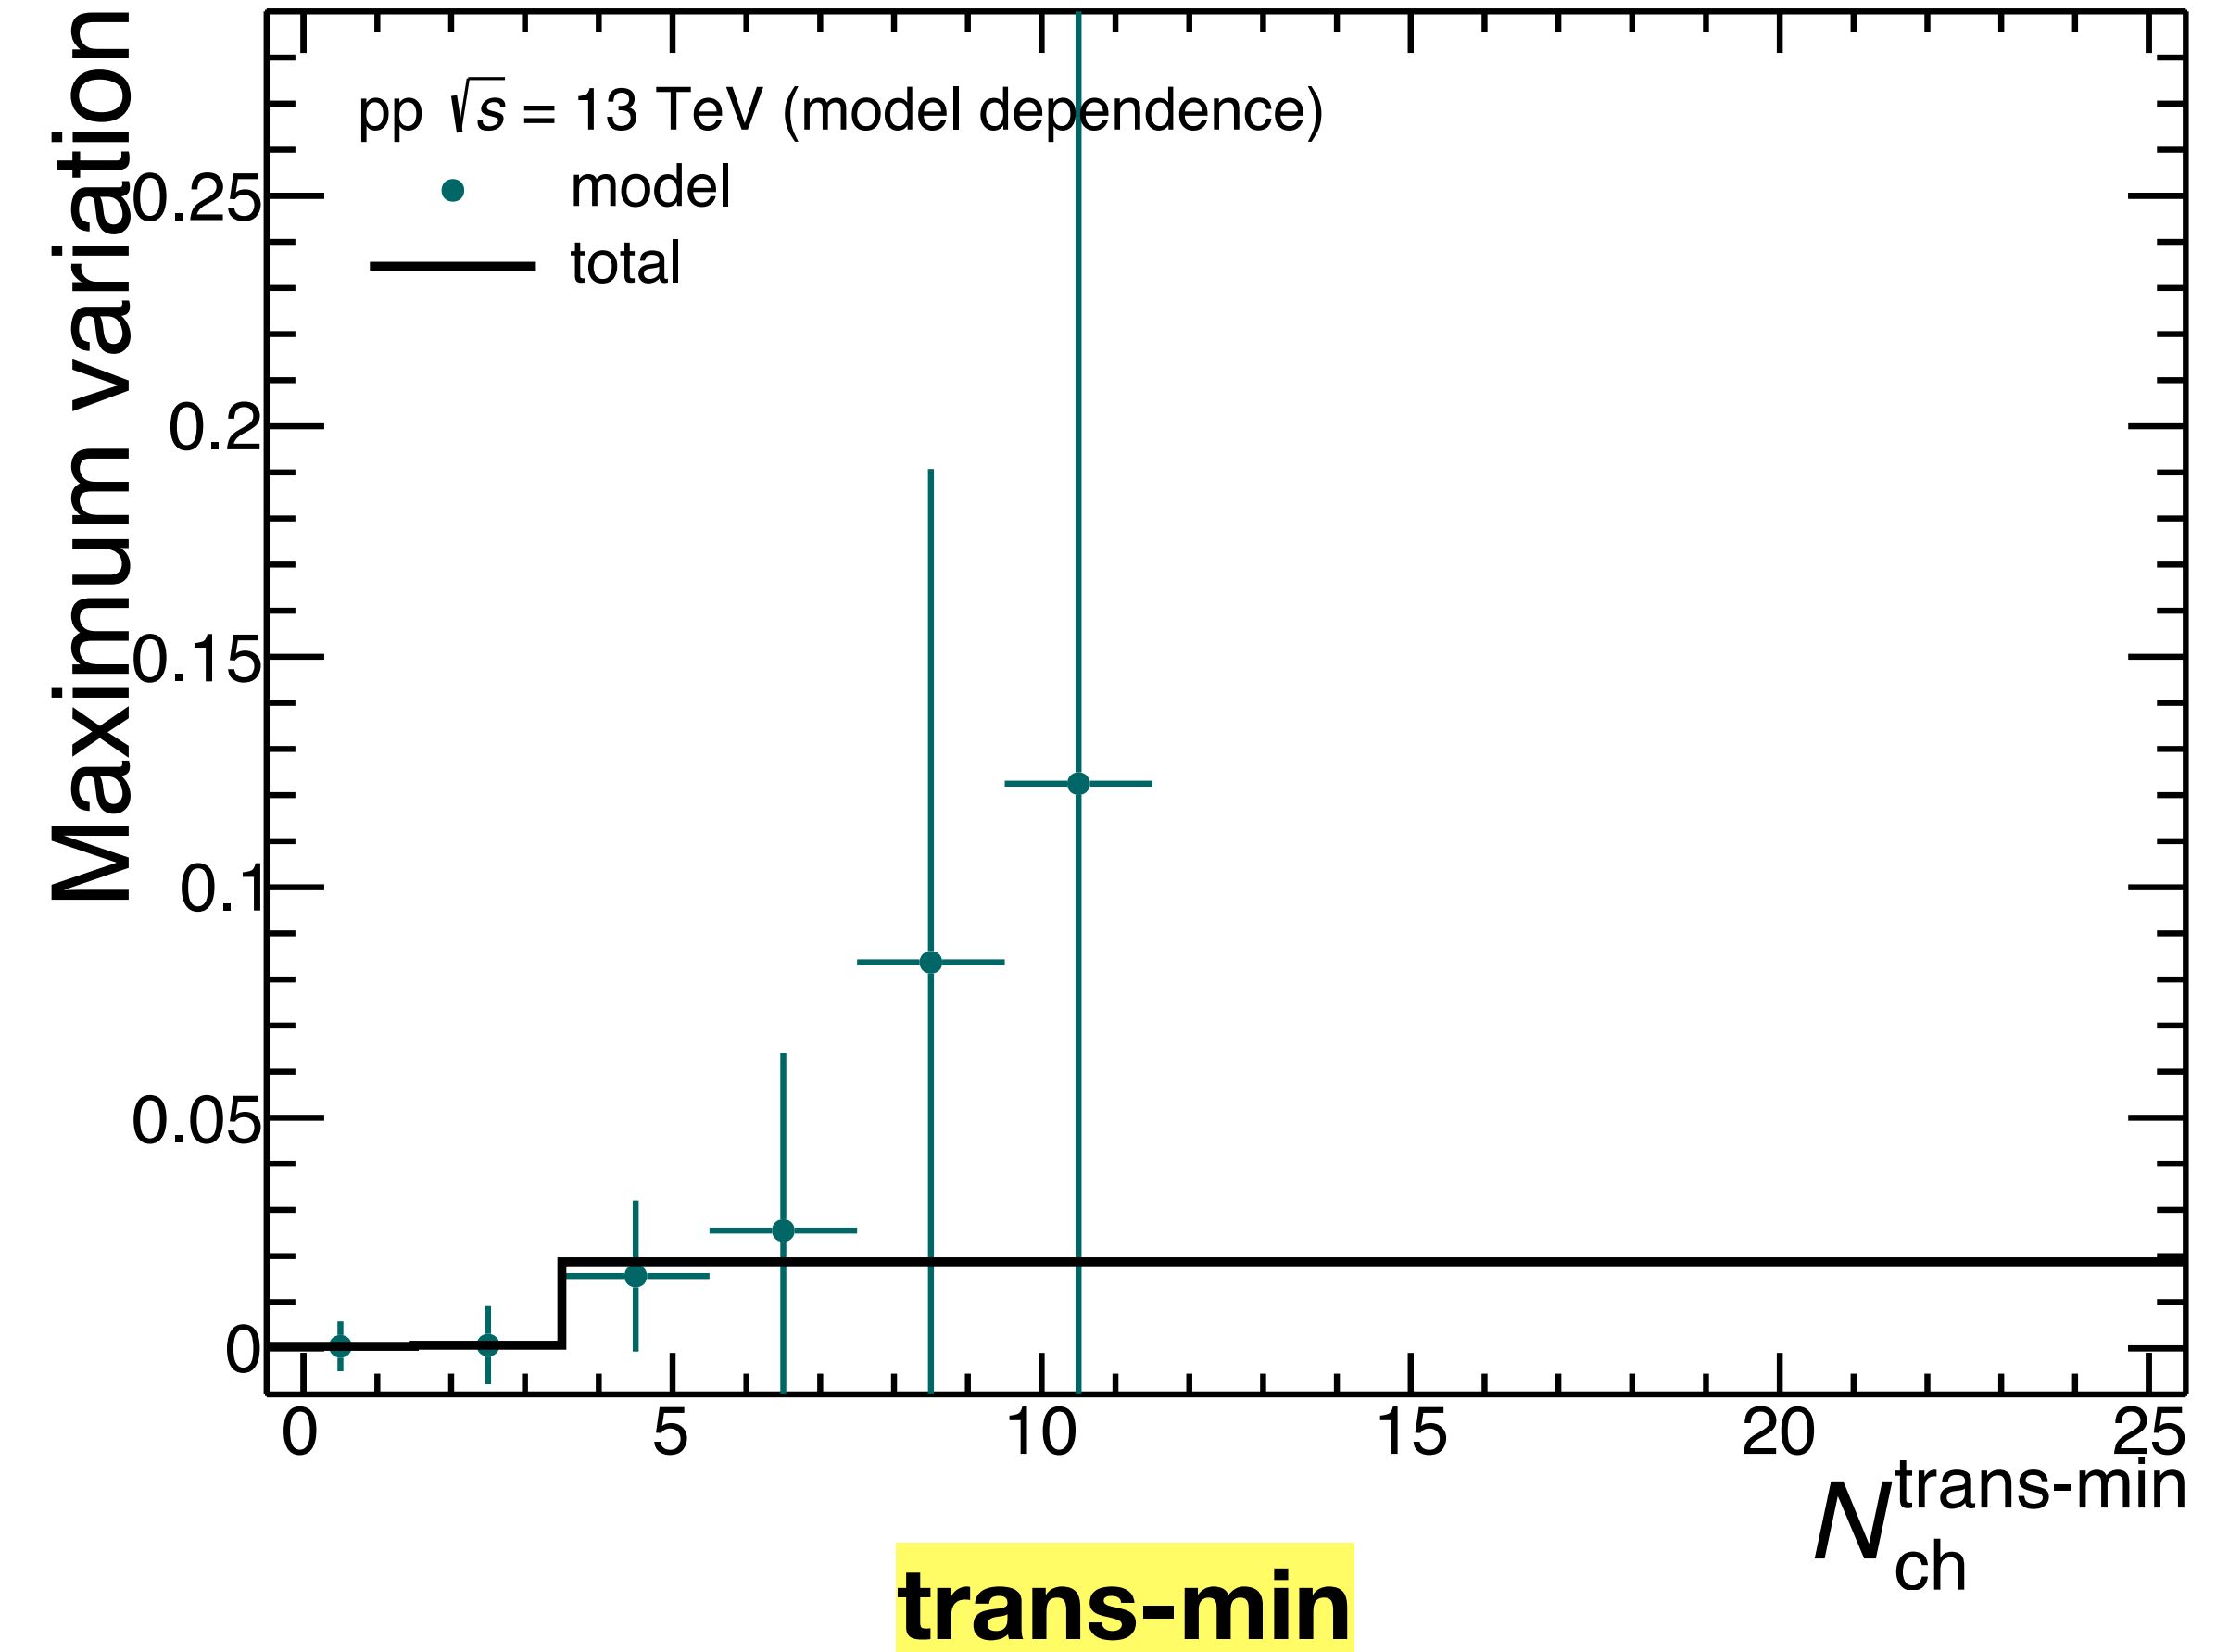 Maximum variation
pp √s = 13 TeV (model dependence)
model
total
0.25
0.2
0.15
0.1
0.05
0
0 5 10 15 20 25
N_ch^trans-min
trans-min